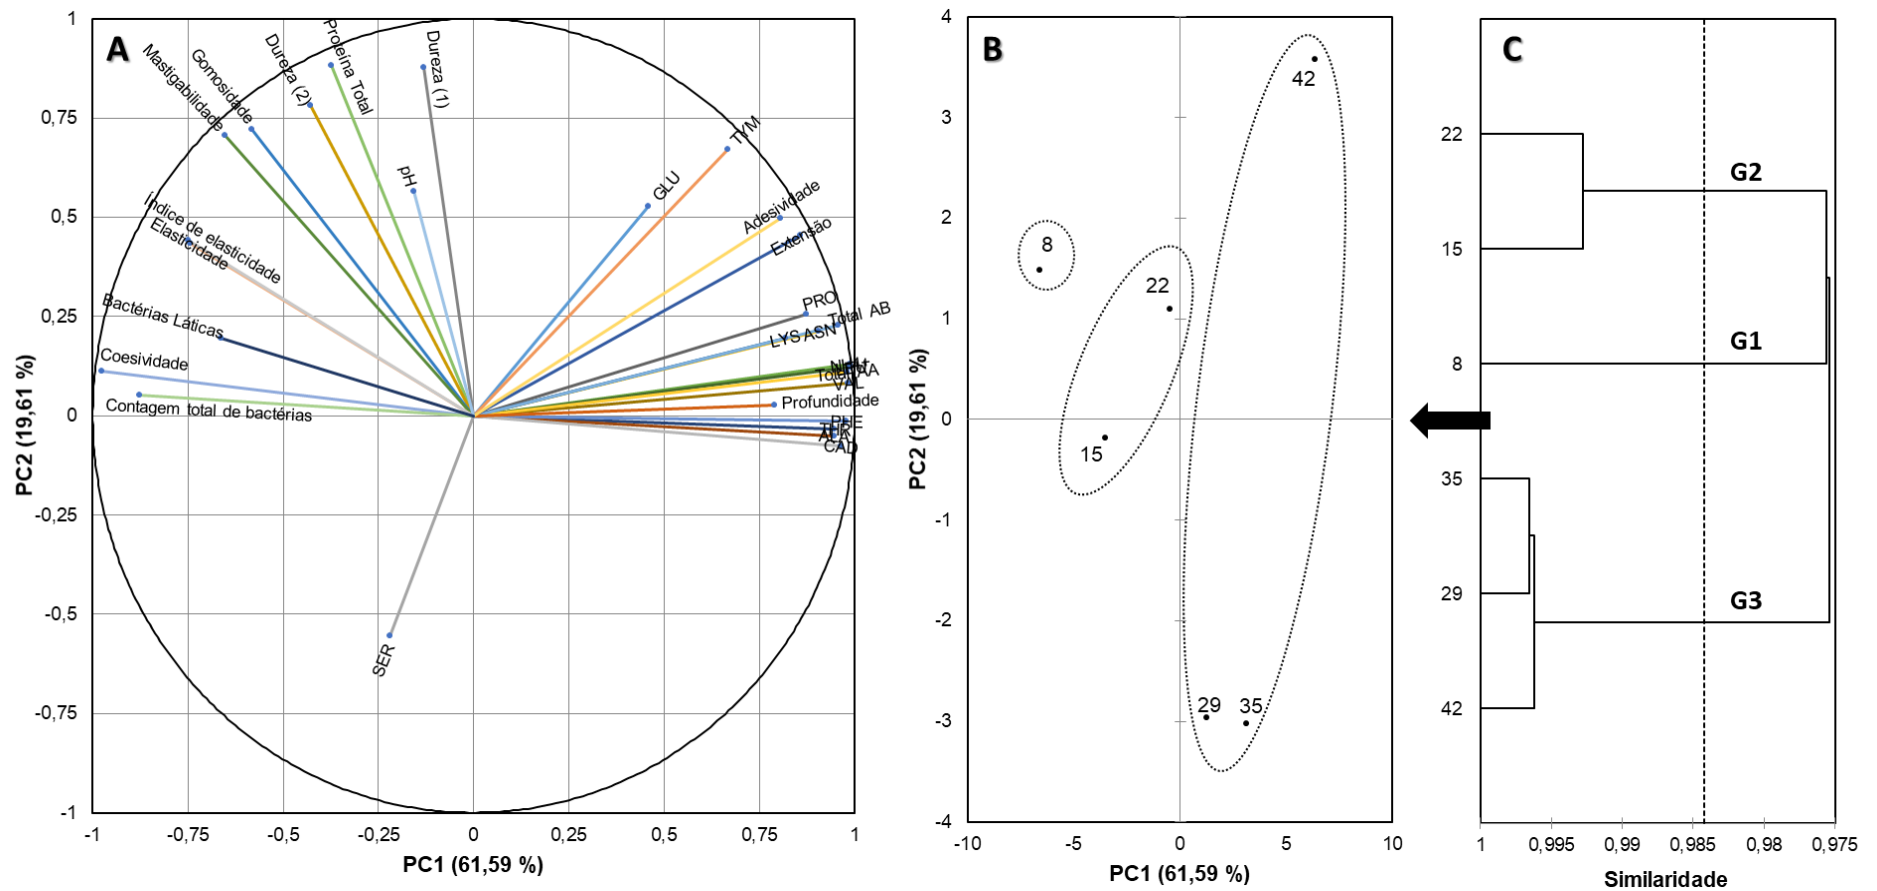 A
1
0,75
0,5
0,25
0
-0,25
-0,5
-0,75
-1
PC2 (19,61 %)
Mastigabilidade
Gomosidade
Dureza (2)
Proteína Total
Dureza (1)
pH
TYM
GLU
Adesividade
Extensão
Índice de elasticidade
Elasticidade
Bactérias Láticas
Coesividade
Contagem total de bactérias
PRO
Total AB
LYS
ASN
VAL
Profundidade
PHE
CAD
SER
-1
-0,75
-0,5
-0,25
0
0,25
0,5
0,75
1
PC1 (61,59 %)
B
4
3
2
1
0
-1
-2
-3
-4
PC2 (19,61 %)
42
8
22
15
29
35
-10
-5
0
5
10
PC1 (61,59 %)
C
22
15
8
35
29
42
G2
G1
G3
1
0,995
0,99
0,985
0,98
0,975
Similaridade